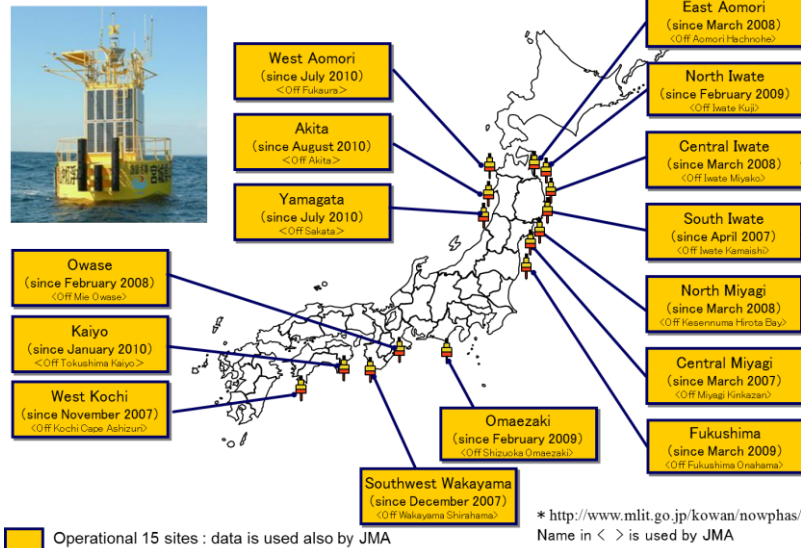 East Aomori
(since March 2008)
<Off Aomori Hachnohe>
West Aomori
(since July 2010)
<Off Fukaura>
North Iwate
(since February 2009)
<Off Iwate Kuji>
Akita
(since August 2010)
<Off Akita>
Central Iwate
(since March 2008)
<Off Iwate Miyako>
Yamagata
(since July 2010)
<Off Sakata>
South Iwate
(since April 2007)
<Off Iwate Kamaishi>
Owase
(since February 2008)
<Off Mie Owase>
North Miyagi
(since March 2008)
<Off Kesennuma Hirota Bay>
Kaiyo
(since January 2010)
<Off Tokushima Kaiyo>
Central Miyagi
(since March 2007)
<Off Miyagi Kinkazan>
West Kochi
(since November 2007)
<Off Kochi Cape Ashizuri>
Omaezaki
(since February 2009)
<Off Shizuoka Omaezaki>
Fukushima
(since March 2009)
<Off Fukushima Onahama>
Southwest Wakayama
(since December 2007)
<Off Wakayama Shirahama>
* http://www.mlit.go.jp/kowan/nowphas/
Name in < > is used by JMA
Operational 15 sites : data is used also by JMA